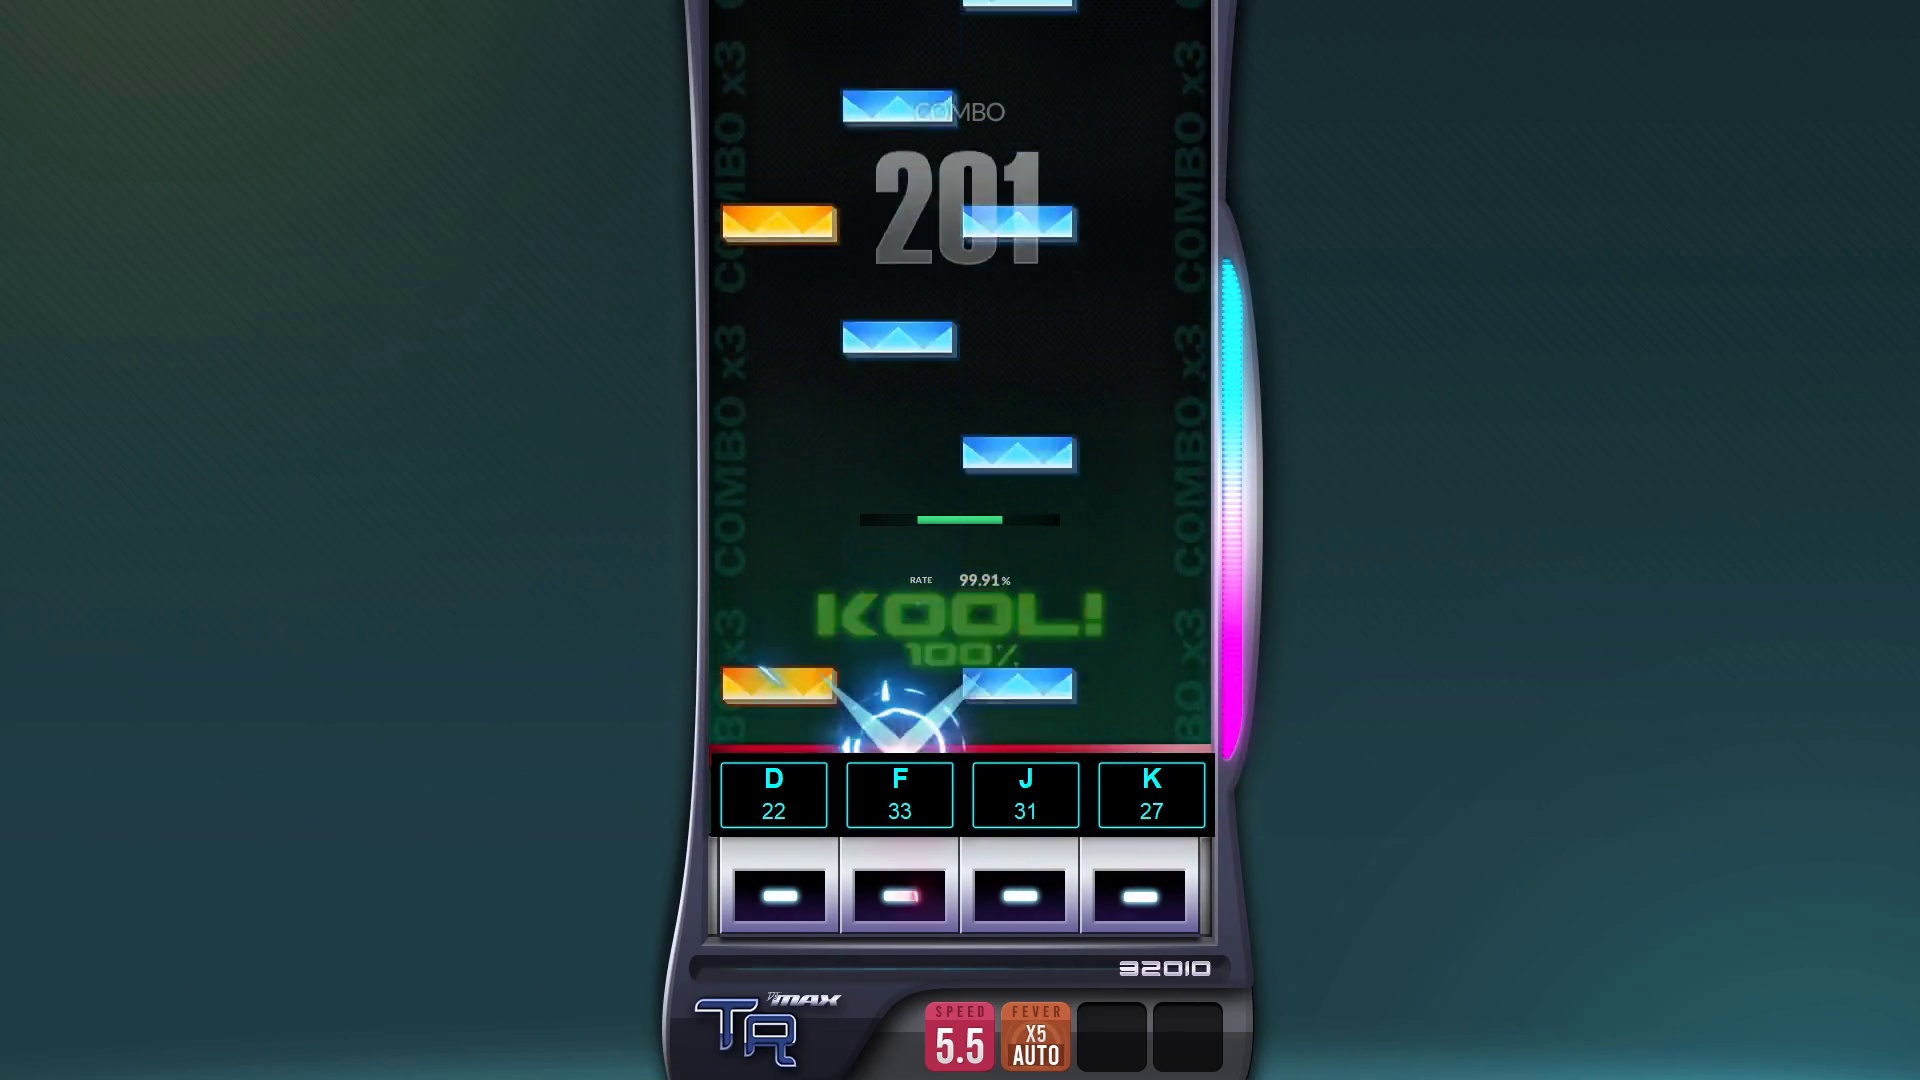 COMBO
201
COMBO x3
COMBO x3
COMBO x3
COMBO x3
COMBO x3
COMBO x3
RATE 99.91%
KOOL!
100%
D
22
F
33
J
31
K
27
32010
MAX
TR
SPEED
5.5
FEVER
X5
AUTO